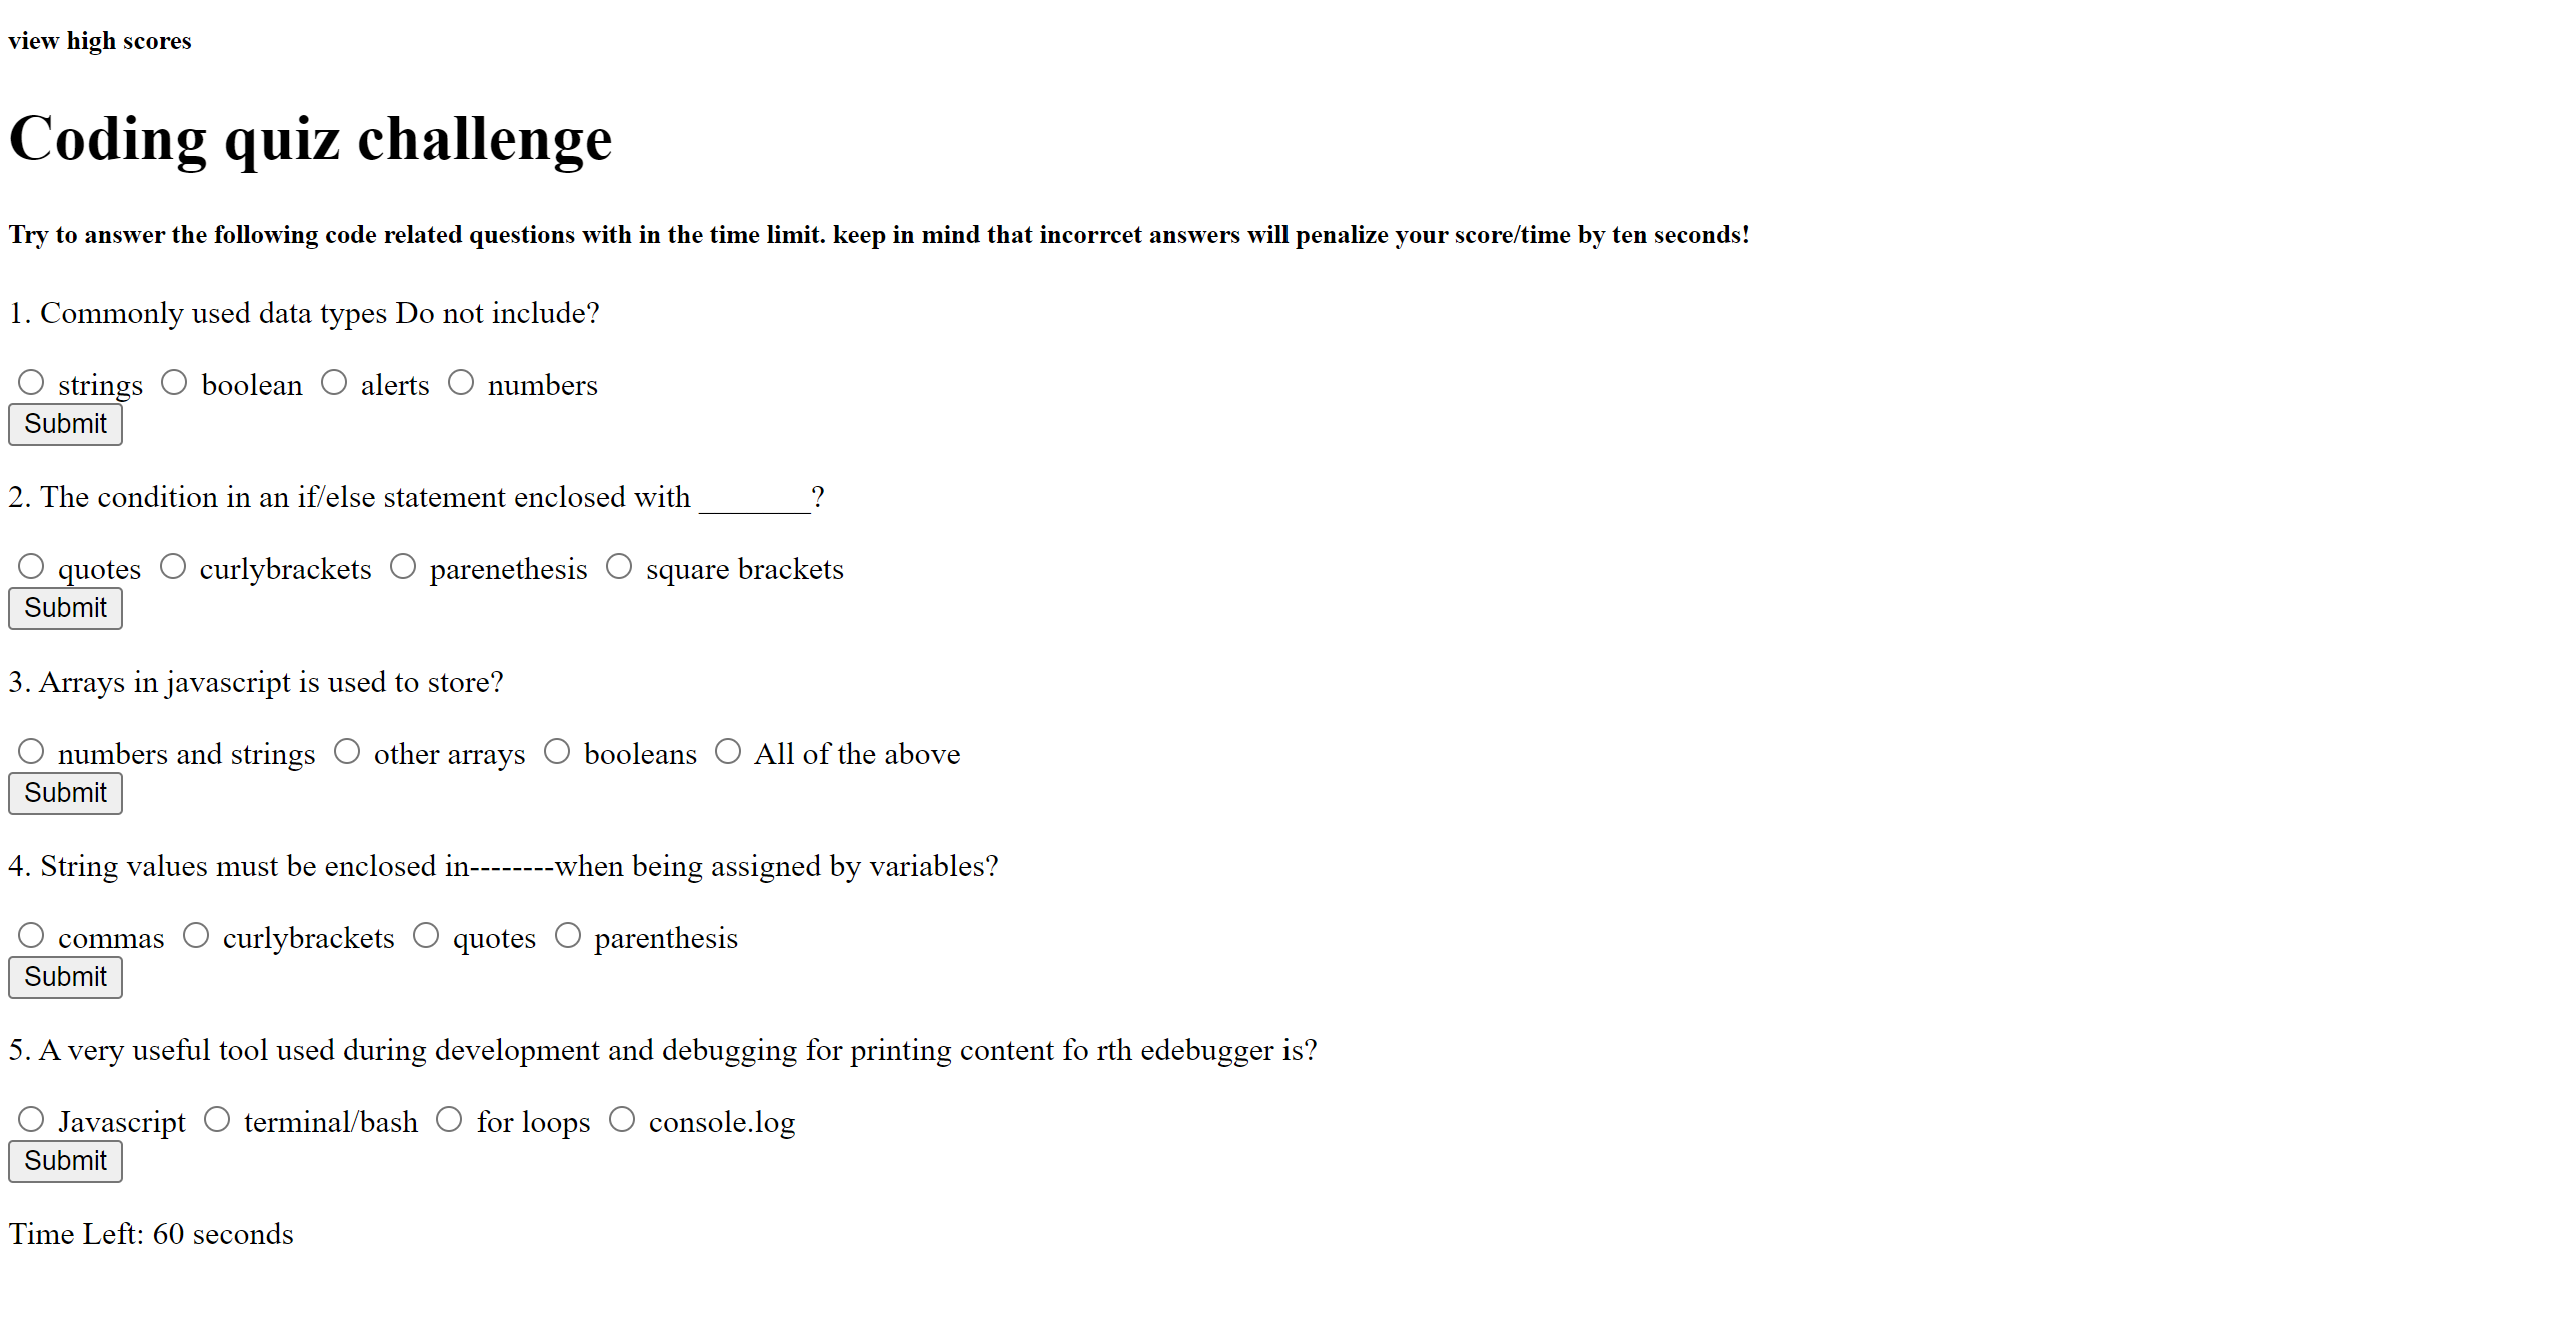 view high scores
Coding quiz challenge
Try to answer the following code related questions with in the time limit. keep in mind that incorrcet answers will penalize your score/time by ten seconds!
1. Commonly used data types Do not include?
strings boolean alerts numbers
Submit
2. The condition in an if/else statement enclosed with _______?
quotes curlybrackets parenethesis square brackets
Submit
3. Arrays in javascript is used to store?
numbers and strings other arrays booleans All of the above
Submit
4. String values must be enclosed in--------when being assigned by variables?
commas curlybrackets quotes parenthesis
Submit
5. A very useful tool used during development and debugging for printing content fo rth edebugger is?
Javascript terminal/bash for loops console.log
Submit
Time Left: 60 seconds